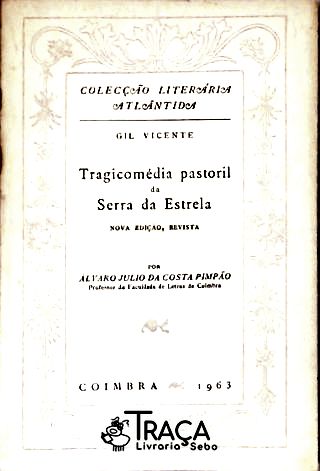 COLECÇÃO LITERÁRIA
ATLÂNTIDA
GIL VICENTE
Tragicomédia pastoril
da
Serra da Estrela
NOVA EDIÇÃO, REVISTA
POR
ALVARO JULIO DA COSTA PIMPÃO
Professor da Faculdade de Letras de Coimbra
COIMBRA 1963
TRAÇA
Livraria e Sebo